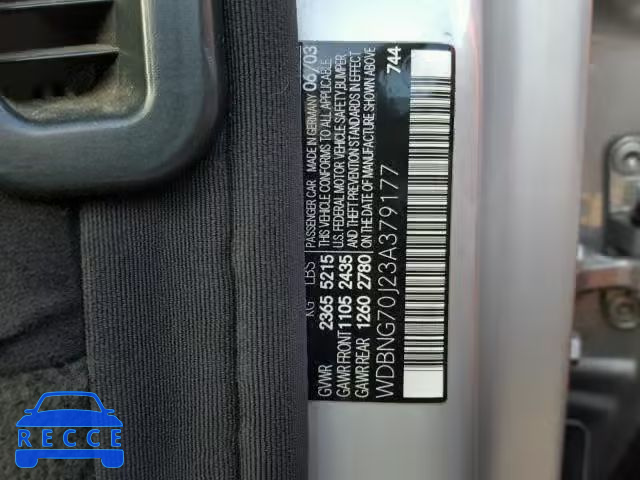 PASSENGER CAR MADE IN GERMANY 06/03
THIS VEHICLE CONFORMS TO ALL APPLICABLE
U.S. FEDERAL MOTOR VEHICLE SAFETY, BUMPER
AND THEFT PREVENTION STANDARDS IN EFFECT
ON THE DATE OF MANUFACTURE SHOWN ABOVE
744
KG LBS
GVWR 2365 5215
GAWR FRONT 1105 2435
GAWR REAR 1260 2780
WDBNG70J23A379177
RECCE